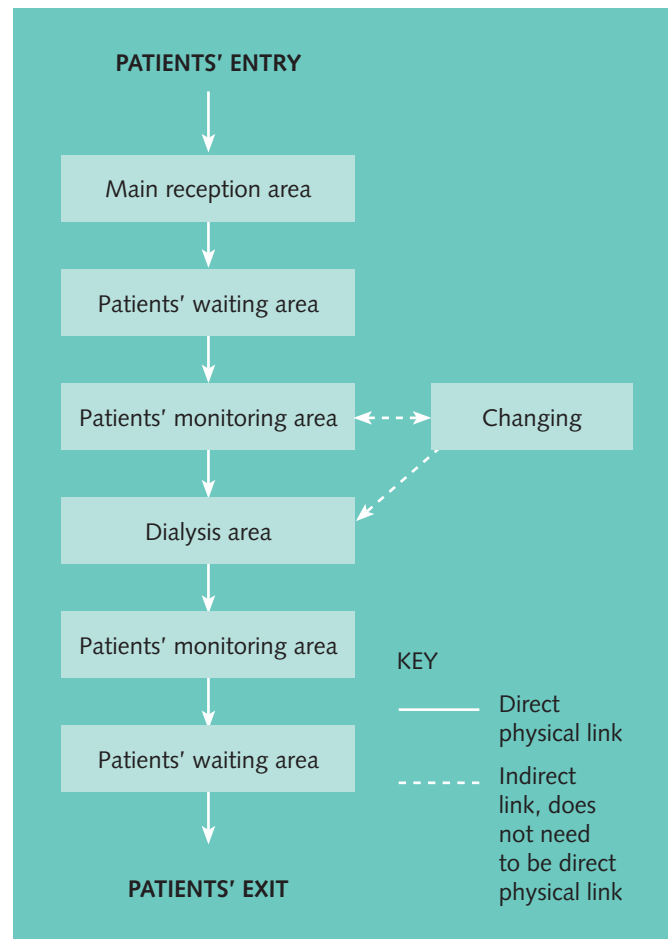 PATIENTS' ENTRY
Main reception area
Patients' waiting area
Patients' monitoring area
Changing
Dialysis area
Patients' monitoring area
Patients' waiting area
PATIENTS' EXIT
KEY
Direct
physical link
Indirect
link, does
not need
to be direct
physical link